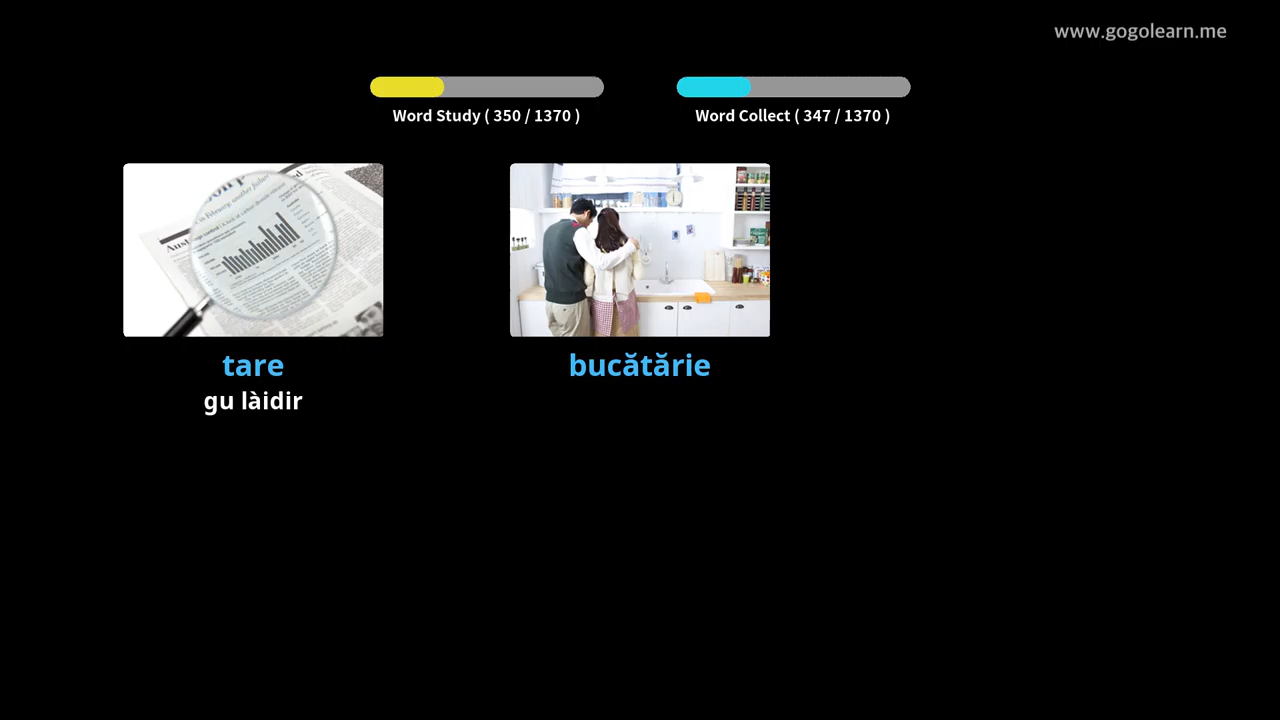 www.gogolearn.me
Word Study ( 350 / 1370 )
Word Collect ( 347 / 1370 )
tare
gu làidir
bucătărie